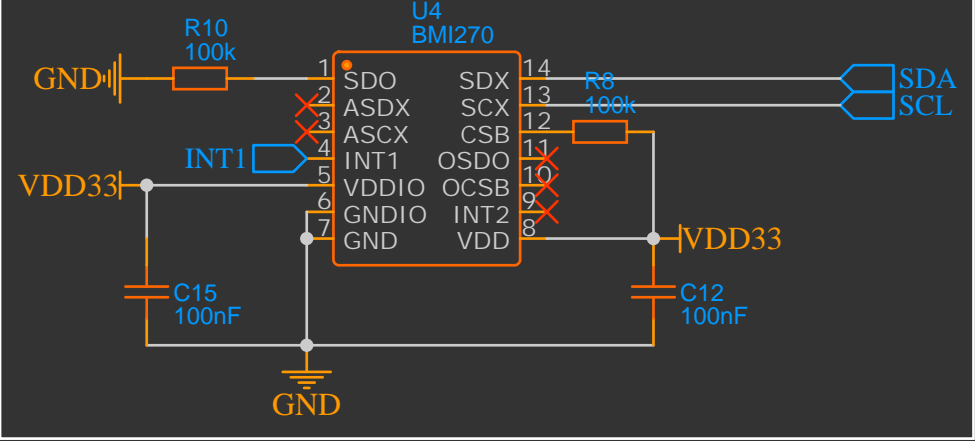 U4
BMI270
R10
100k
GND
1
SDO
2
ASDX
3
ASCX
INT1
4
INT1
VDD33
5
VDDIO
6
GNDIO
7
GND
SDX
14
SDA
SCX
13
SCL
R8
100k
CSB
12
OSDO
11
OCSB
10
INT2
9
VDD
8
VDD33
C15
100nF
C12
100nF
GND